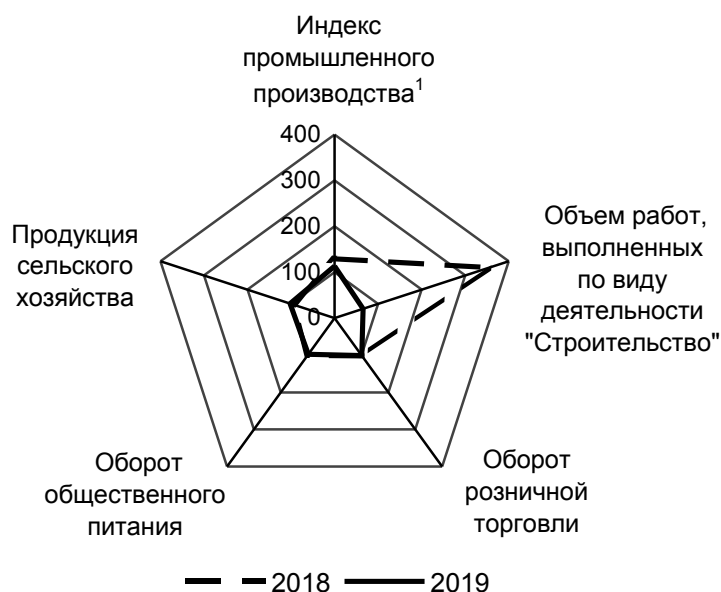 Индекс
промышленного
производства¹
400
300
200
100
0
Объем работ,
выполненных
по виду
деятельности
"Строительство"
Продукция
сельского
хозяйства
Оборот
общественного
питания
Оборот
розничной
торговли
2018 2019